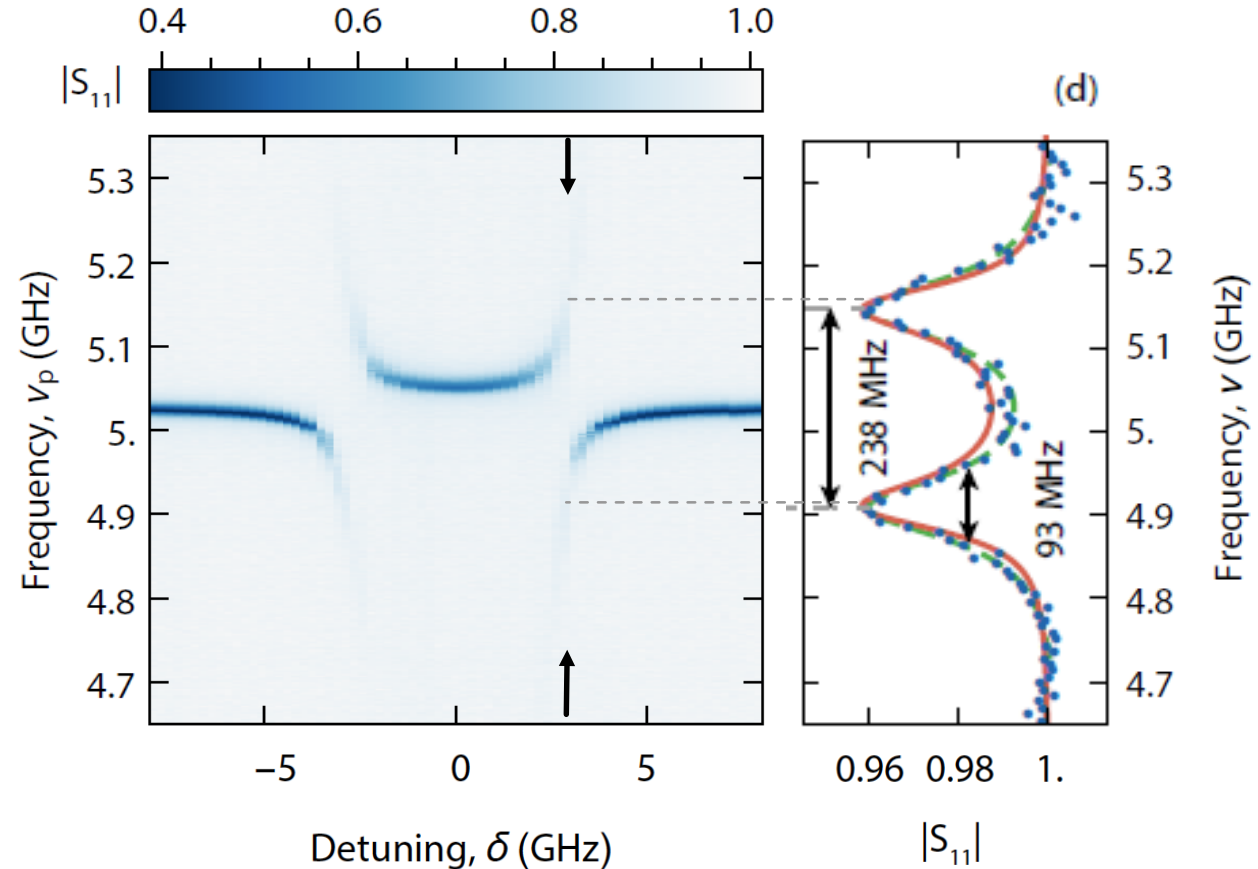 0.4 0.6 0.8 1.0
|S11|
(d)
5.3
5.2
5.1
5.
4.9
4.8
4.7
Frequency, νp (GHz)
−5 0 5
Detuning, δ (GHz)
238 MHz
93 MHz
5.3
5.2
5.1
5.
4.9
4.8
4.7
Frequency, ν (GHz)
0.96 0.98 1.
|S11|